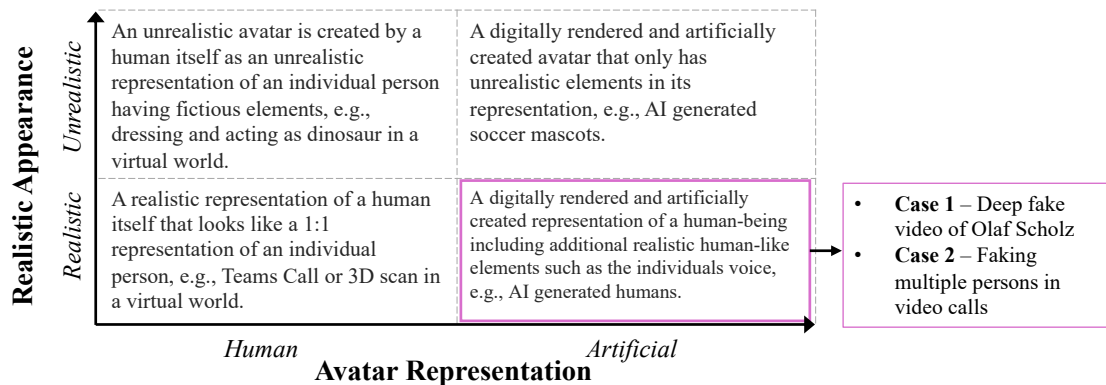 Realistic Appearance
Unrealistic
Realistic
An unrealistic avatar is created by a
human itself as an unrealistic
representation of an individual person
having fictious elements, e.g.,
dressing and acting as dinosaur in a
virtual world.
A digitally rendered and artificially
created avatar that only has
unrealistic elements in its
representation, e.g., AI generated
soccer mascots.
A realistic representation of a human
itself that looks like a 1:1
representation of an individual
person, e.g., Teams Call or 3D scan in
a virtual world.
A digitally rendered and artificially
created representation of a human-being
including additional realistic human-like
elements such as the individuals voice,
e.g., AI generated humans.
• Case 1 – Deep fake
video of Olaf Scholz
• Case 2 – Faking
multiple persons in
video calls
Human
Artificial
Avatar Representation